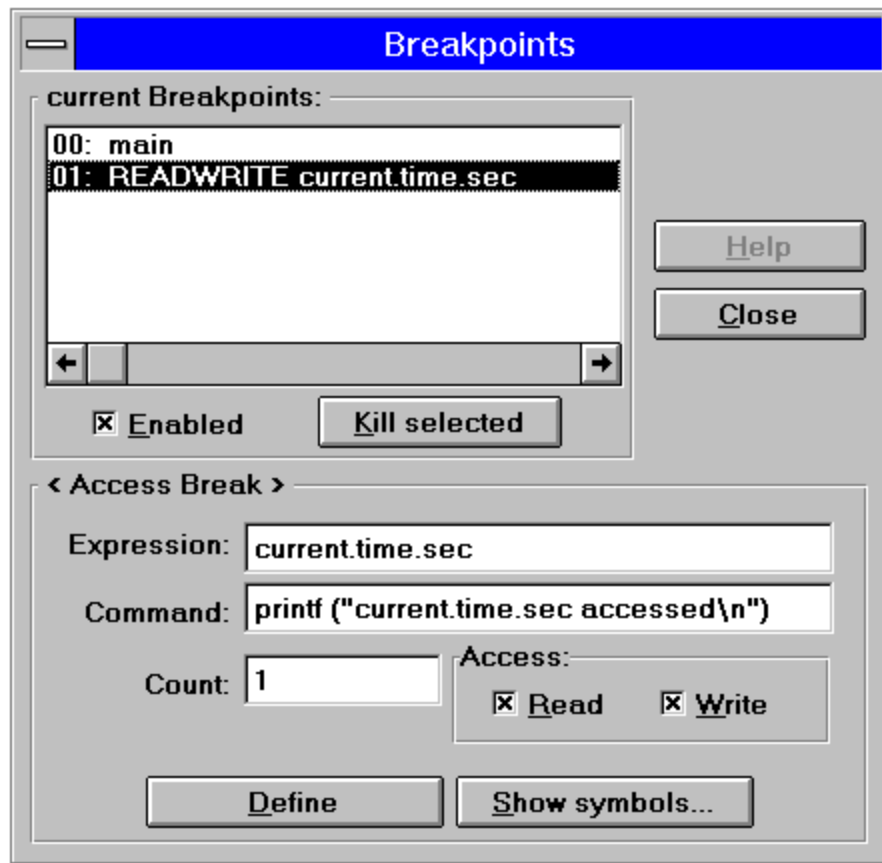 Breakpoints
current Breakpoints:
00: main
01: READWRITE current.time.sec
Help
Close
Enabled
Kill selected
< Access Break >
Expression: current.time.sec
Command: printf ("current.time.sec accessed\n")
Count: 1
Access:
Read
Write
Define
Show symbols...